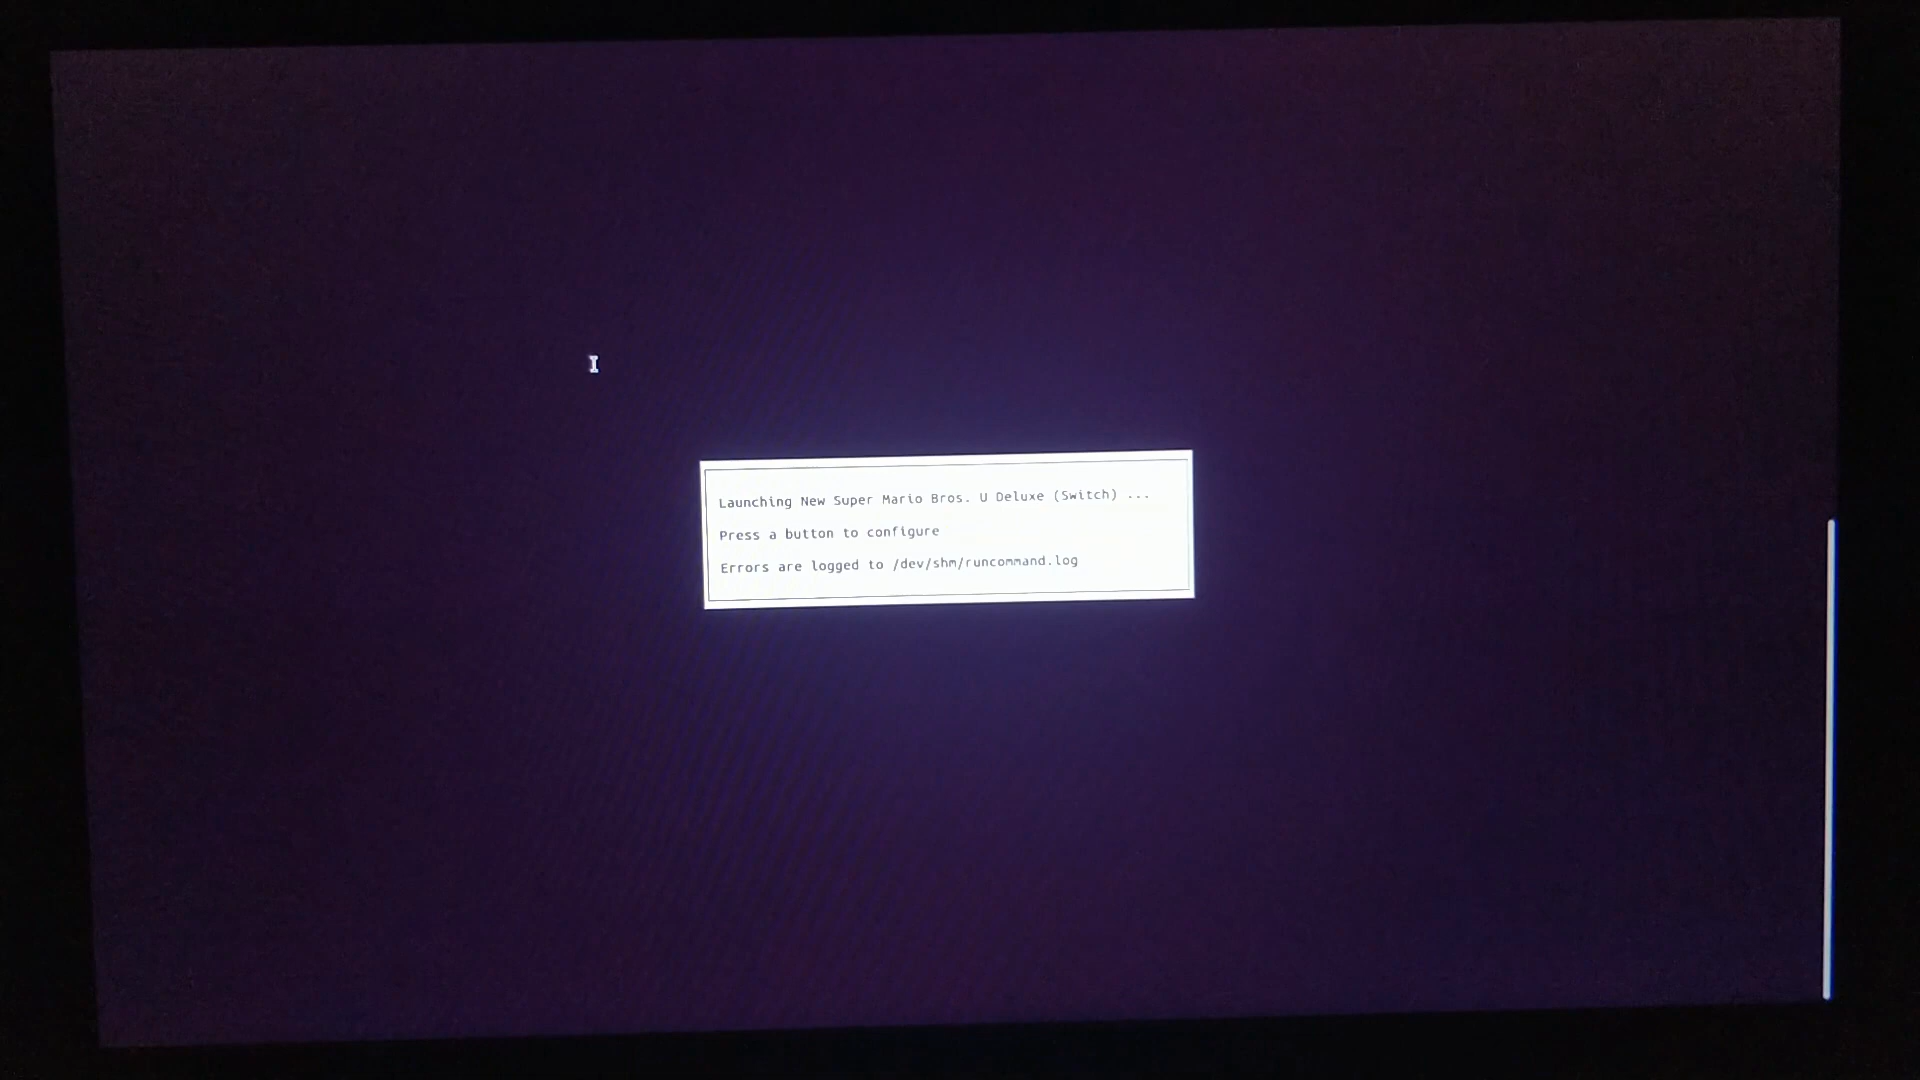 Launching New Super Mario Bros. U Deluxe (Switch) ...
Press a button to configure
Errors are logged to /dev/shm/runcommand.log